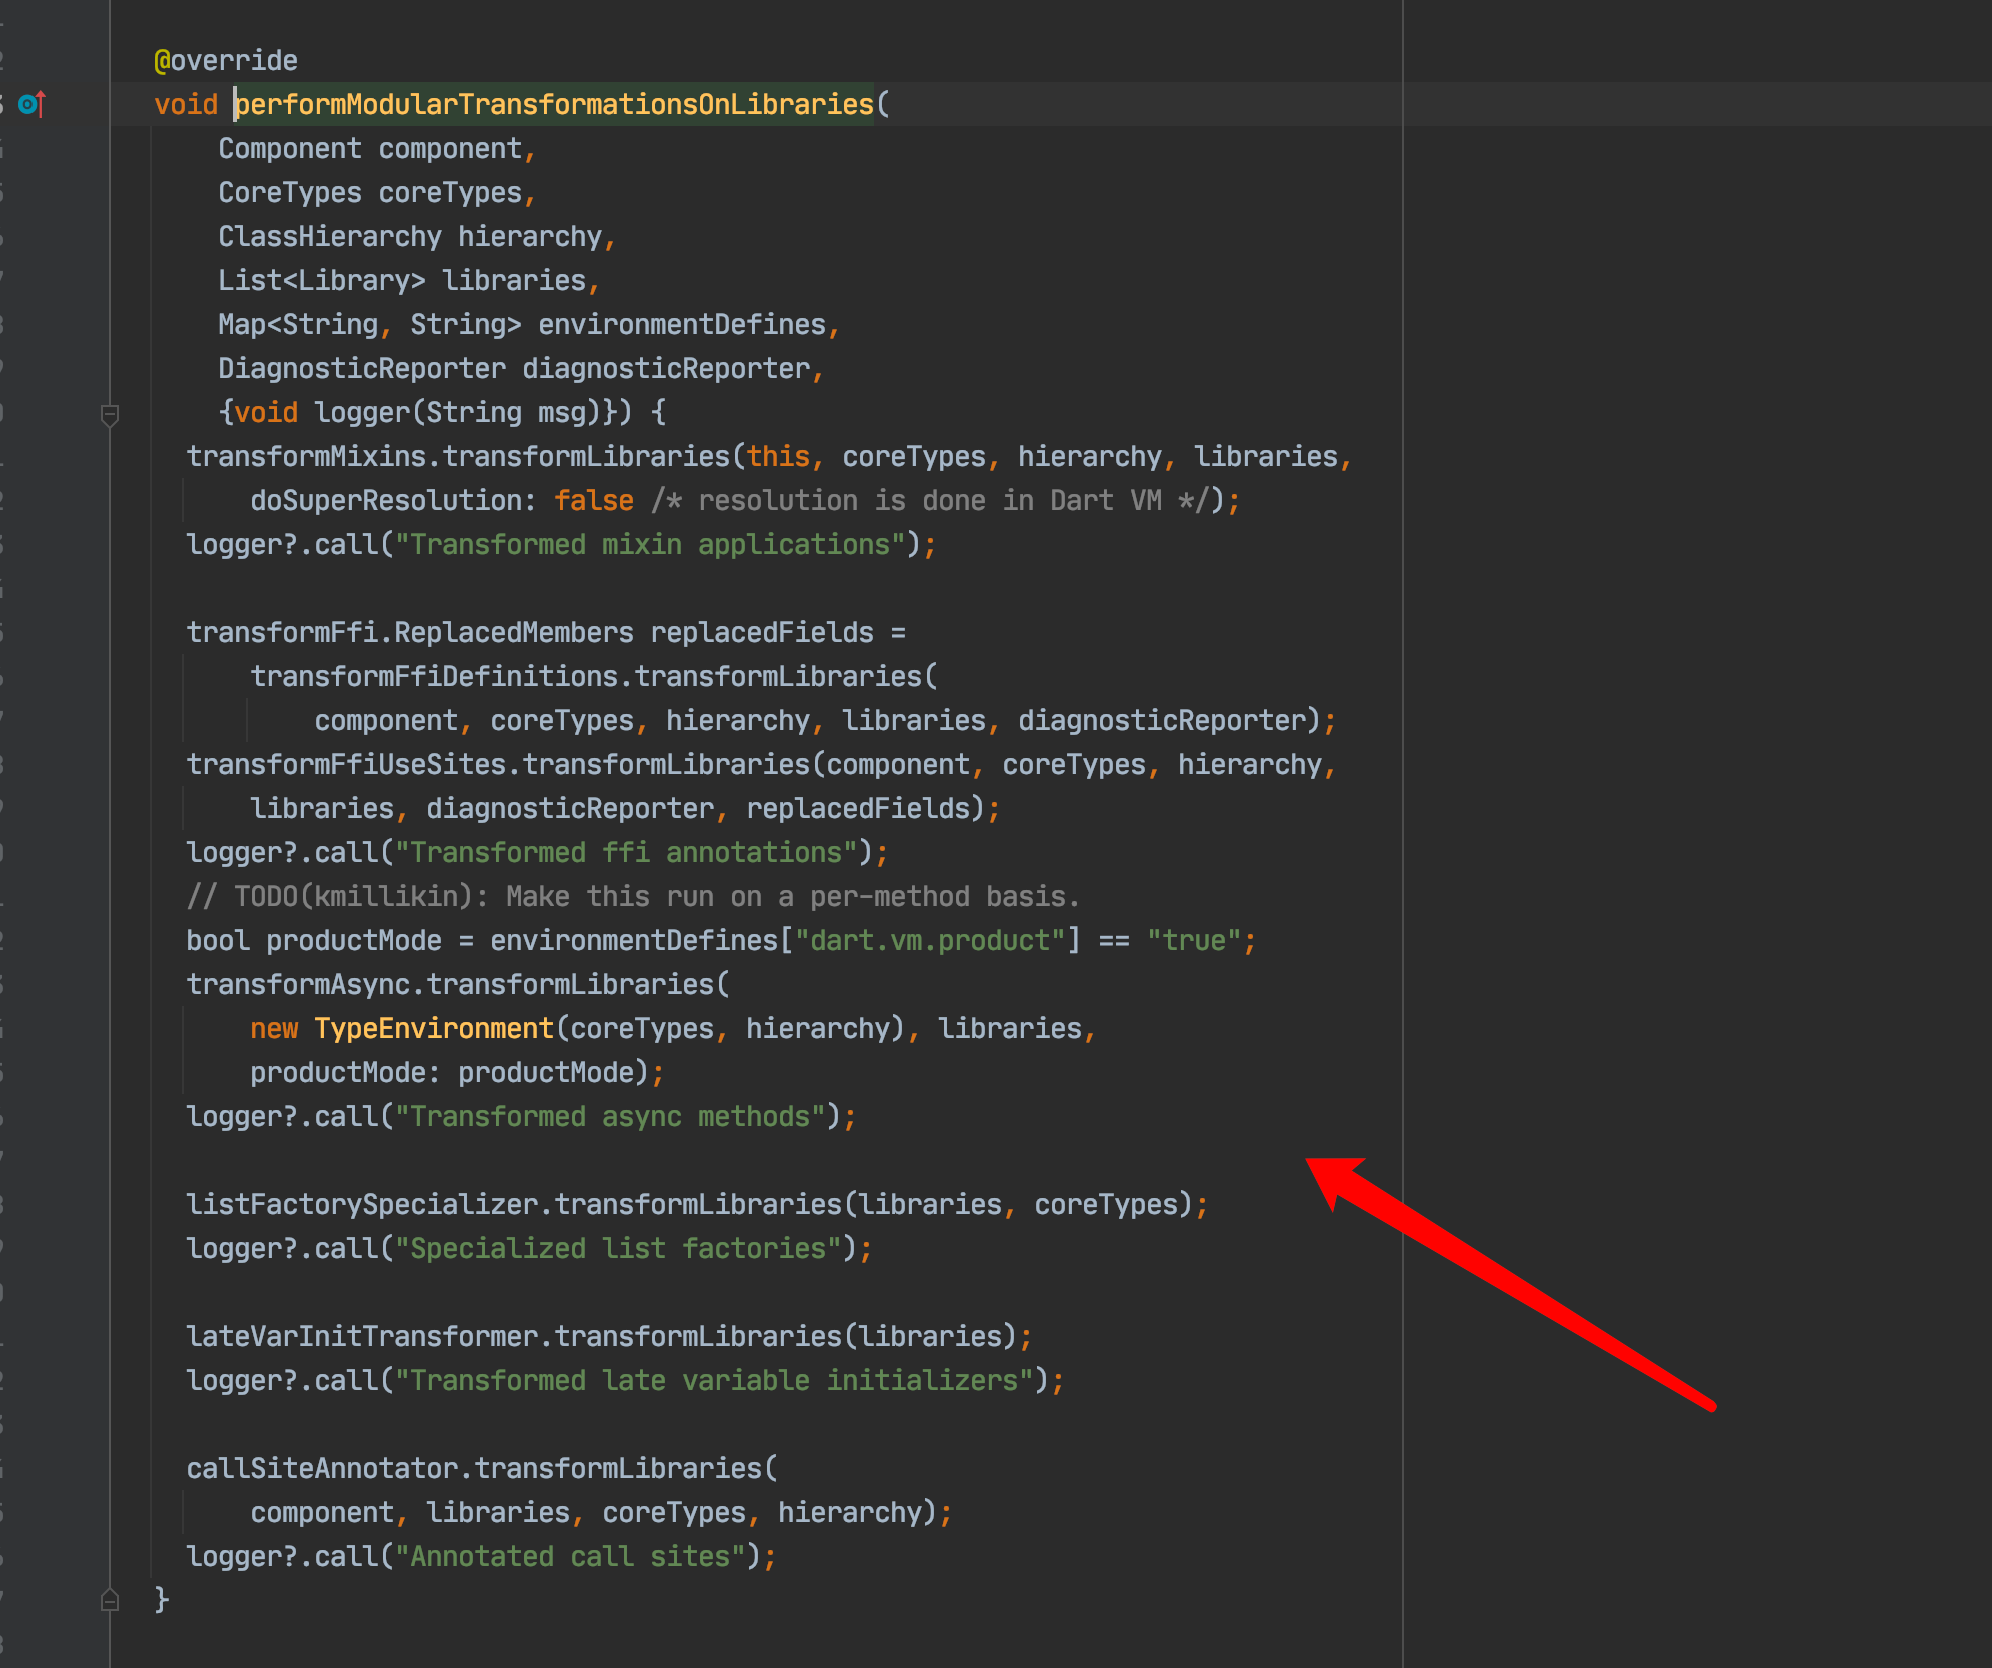 @override
void performModularTransformationsOnLibraries(
Component component,
CoreTypes coreTypes,
ClassHierarchy hierarchy,
List<Library> libraries,
Map<String, String> environmentDefines,
DiagnosticReporter diagnosticReporter,
{void logger(String msg)}) {
transformMixins.transformLibraries(this, coreTypes, hierarchy, libraries,
doSuperResolution: false /* resolution is done in Dart VM */);
logger?.call("Transformed mixin applications");
transformFfi.ReplacedMembers replacedFields =
transformFfiDefinitions.transformLibraries(
component, coreTypes, hierarchy, libraries, diagnosticReporter);
transformFfiUseSites.transformLibraries(component, coreTypes, hierarchy,
libraries, diagnosticReporter, replacedFields);
logger?.call("Transformed ffi annotations");
// TODO(kmillikin): Make this run on a per-method basis.
bool productMode = environmentDefines["dart.vm.product"] == "true";
transformAsync.transformLibraries(
new TypeEnvironment(coreTypes, hierarchy), libraries,
productMode: productMode);
logger?.call("Transformed async methods");
listFactorySpecializer.transformLibraries(libraries, coreTypes);
logger?.call("Specialized list factories");
lateVarInitTransformer.transformLibraries(libraries);
logger?.call("Transformed late variable initializers");
callSiteAnnotator.transformLibraries(
component, libraries, coreTypes, hierarchy);
logger?.call("Annotated call sites");
}